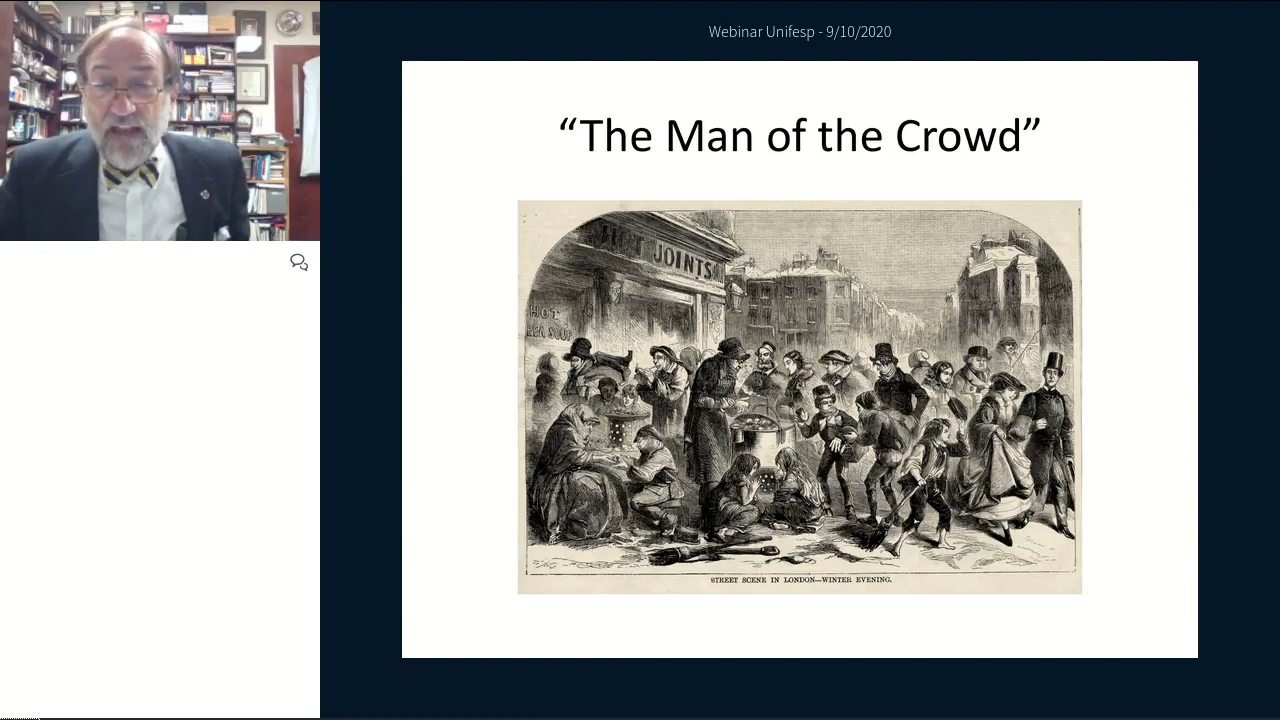 Webinar Unifesp - 9/10/2020
“The Man of the Crowd”
HOT JOINTS
HOT
PEA SOUP
STREET SCENE IN LONDON—WINTER EVENING.